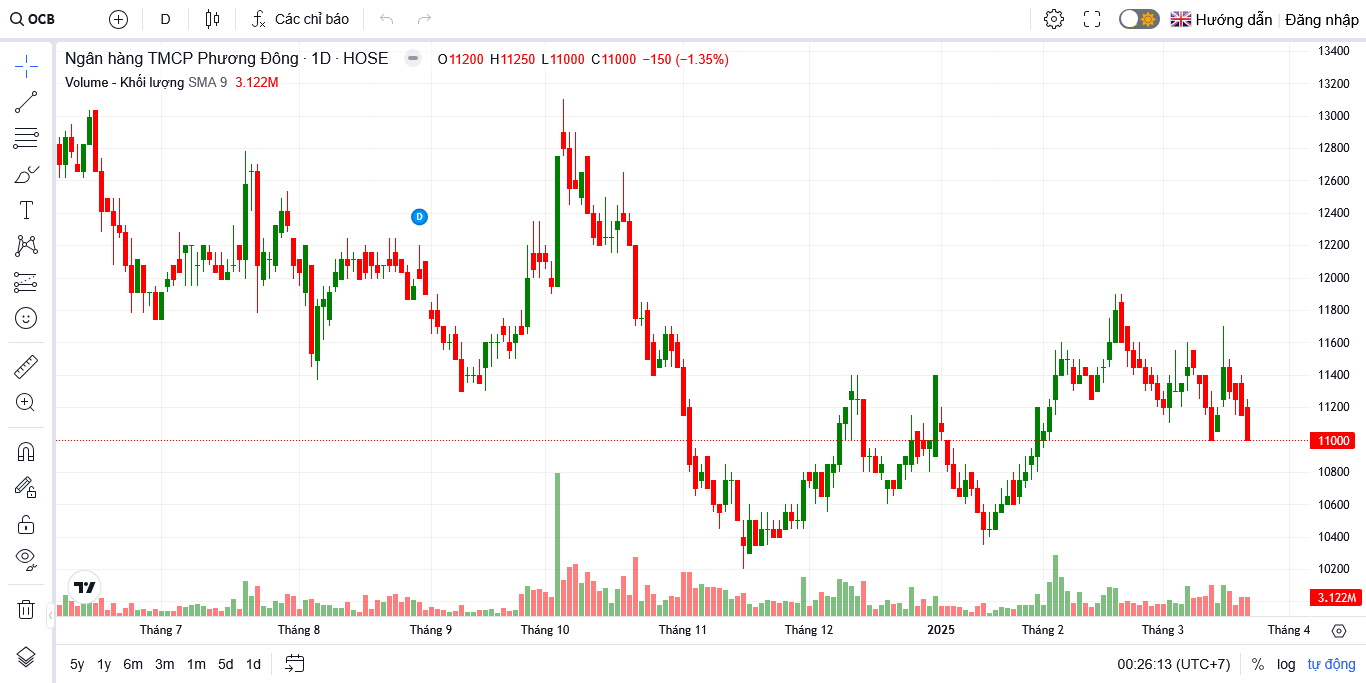 OCB D Các chỉ báo Hướng dẫn Đăng nhập
Ngân hàng TMCP Phương Đông · 1D · HOSE O11200 H11250 L11000 C11000 −150 (−1.35%)
Volume - Khối lượng SMA 9 3.122M
D
13400
13200
13000
12800
12600
12400
12200
12000
11800
11600
11400
11200
11000
10800
10600
10400
10200
3.122M
Tháng 7 Tháng 8 Tháng 9 Tháng 10 Tháng 11 Tháng 12 2025 Tháng 2 Tháng 3 Tháng 4
5y 1y 6m 3m 1m 5d 1d 00:26:13 (UTC+7) % log tự động